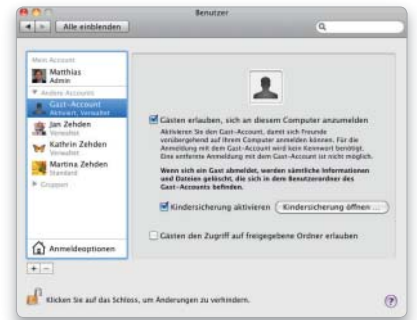 Benutzer
Alle einblenden
Mein Account
Matthias
Admin
Andere Accounts
Gast-Account
Aktiviert, Verwaltet
Jan Zehden
Verwaltet
Kathrin Zehden
Verwaltet
Martina Zehden
Standard
Gruppen
Anmeldeoptionen
Gästen erlauben, sich an diesem Computer anzumelden
Aktivieren Sie den Gast-Account, damit sich Freunde
vorübergehend auf Ihrem Computer anmelden können. Für die
Anmeldung mit dem Gast-Account wird kein Kennwort benötigt.
Eine entfernte Anmeldung mit dem Gast-Account ist nicht möglich.
Wenn sich ein Gast abmeldet, werden sämtliche Informationen
und Dateien gelöscht, die sich in dem Benutzerordner des
Gast-Accounts befinden.
Kindersicherung aktivieren
Kindersicherung öffnen ...
Gästen den Zugriff auf freigegebene Ordner erlauben
+ −
Klicken Sie auf das Schloss, um Änderungen zu verhindern.
?